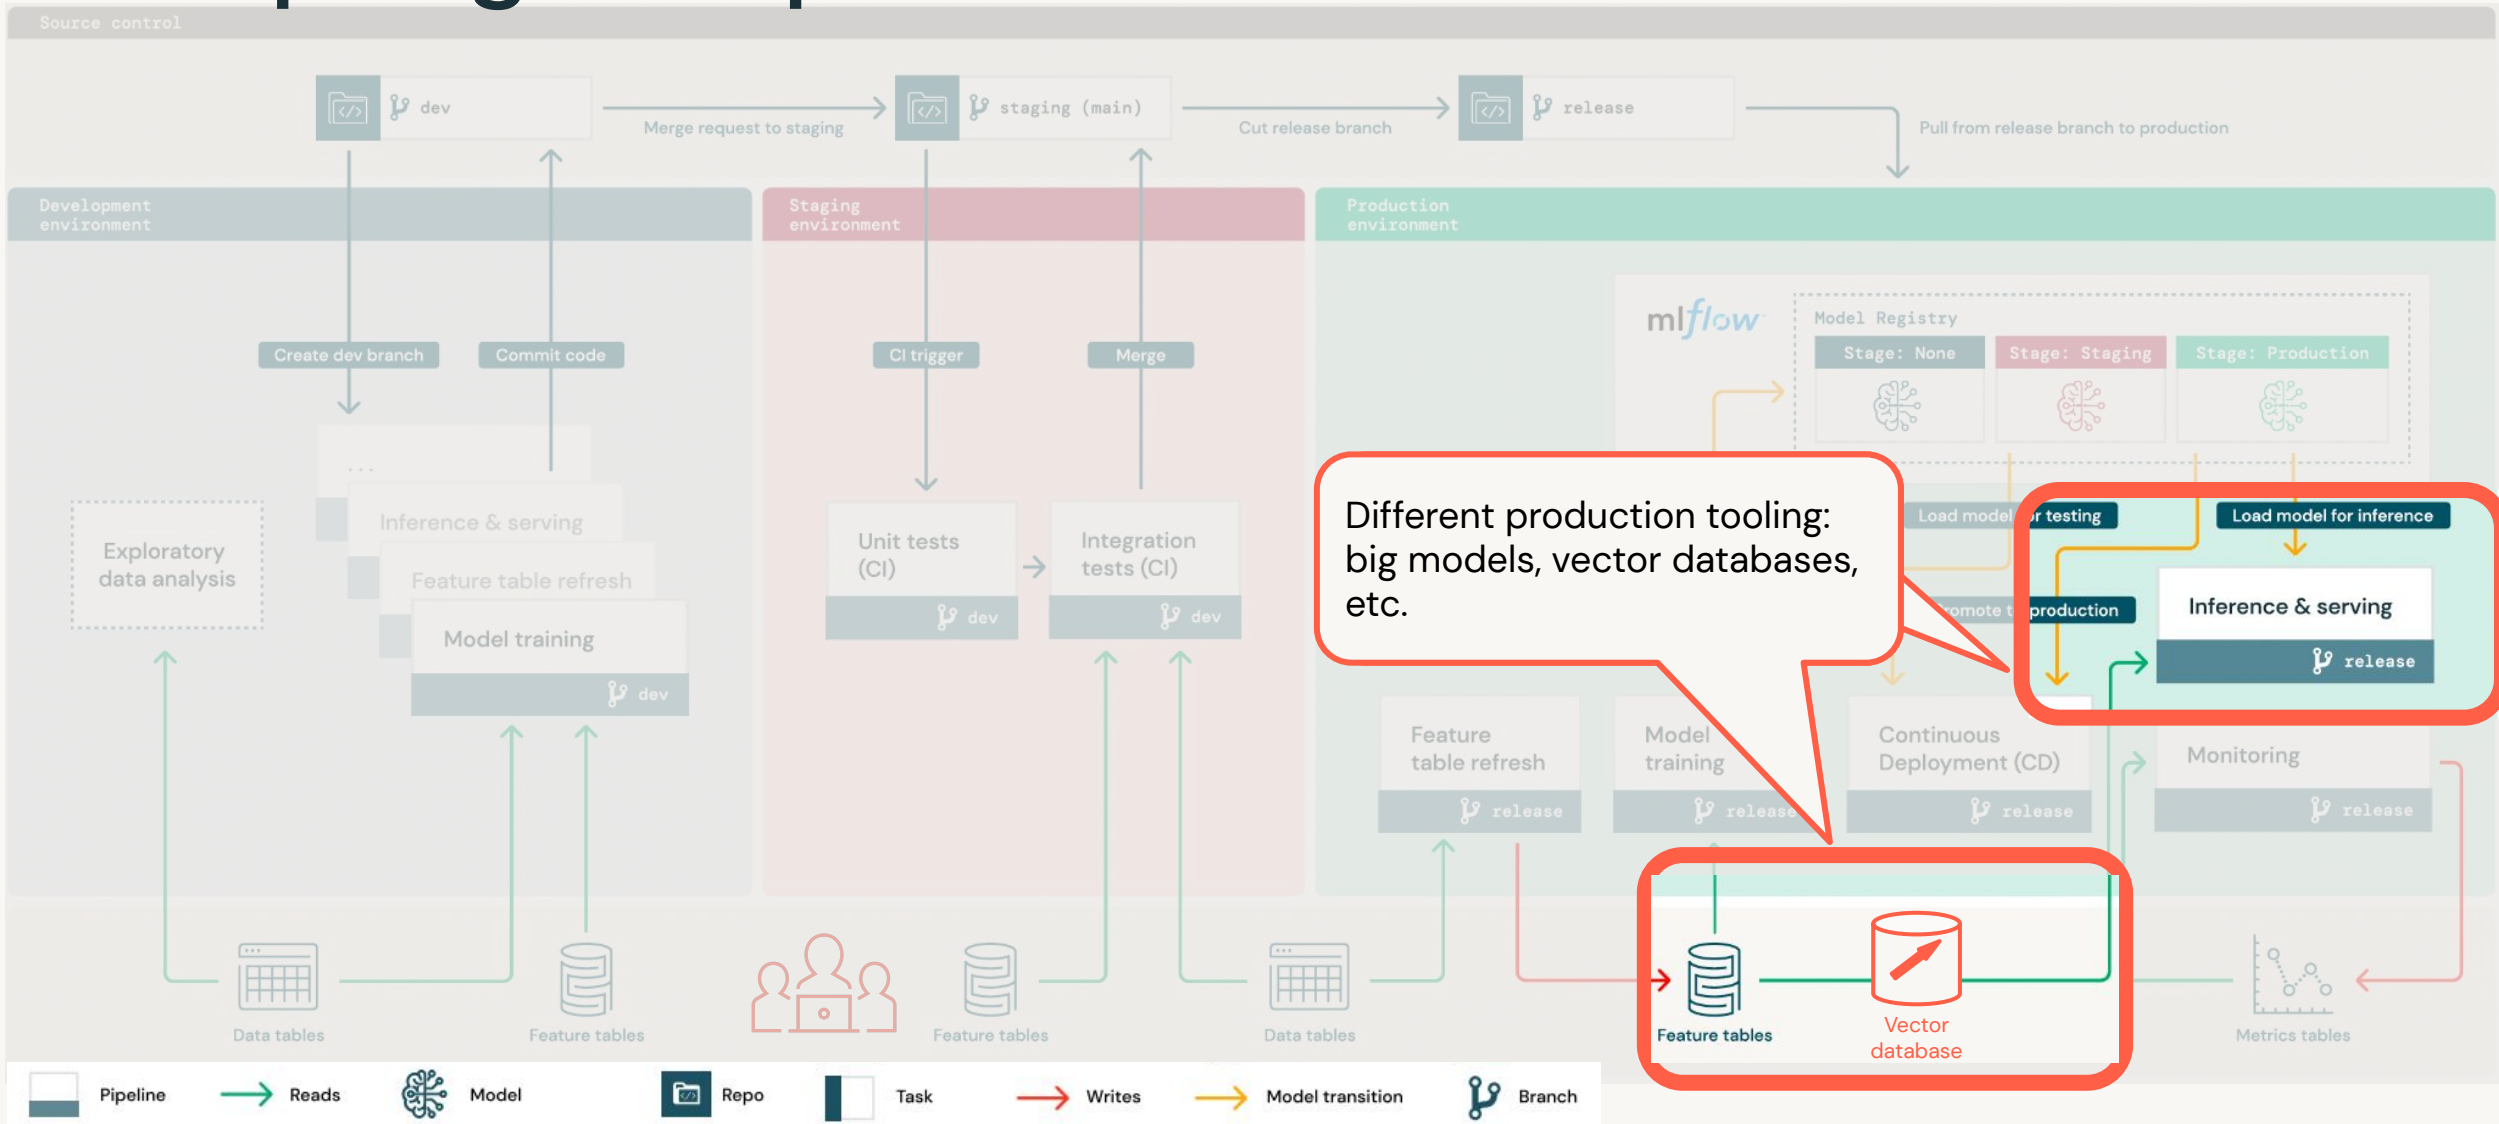 Source control
dev
Merge request to staging
staging (main)
Cut release branch
release
Pull from release branch to production
Development
environment
Staging
environment
Production
environment
mlflow
Model Registry
Stage: None
Stage: Staging
Stage: Production
Create dev branch
Commit code
CI trigger
Merge
...
Inference & serving
Feature table refresh
Model training
dev
Exploratory
data analysis
Unit tests
(CI)
dev
Integration
tests (CI)
dev
Different production tooling:
big models, vector databases,
etc.
Load model for testing
Load model for inference
production
Inference & serving
release
Feature
table refresh
release
Model
training
release
Continuous
Deployment (CD)
release
Monitoring
release
Data tables
Feature tables
Feature tables
Data tables
Feature tables
Vector
database
Metrics tables
Pipeline
Reads
Model
Repo
Task
Writes
Model transition
Branch